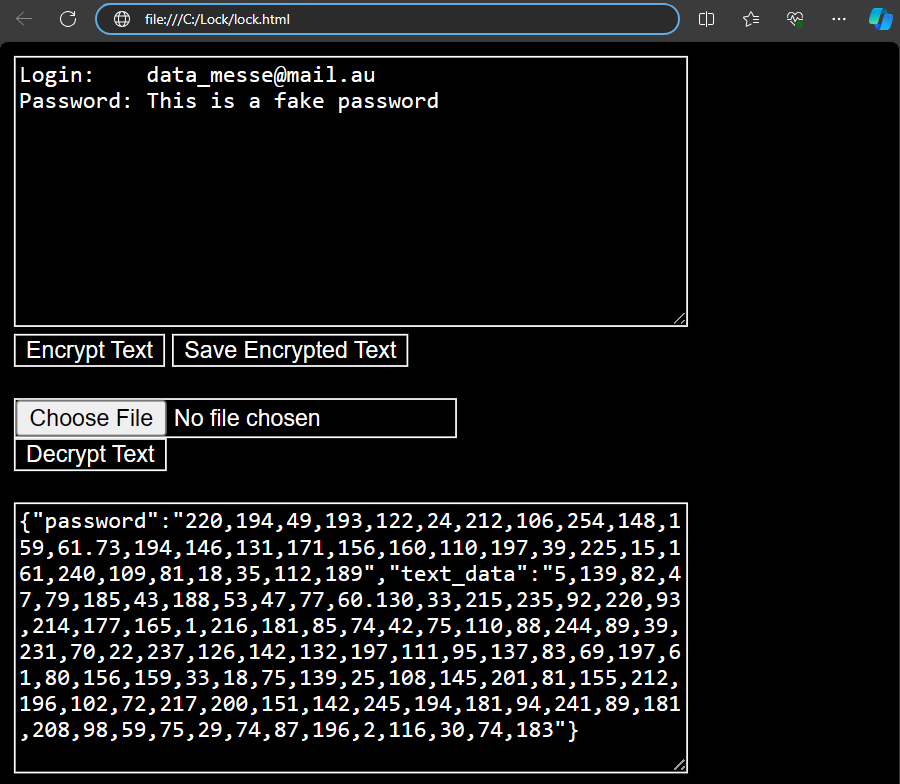 file:///C:/Lock/lock.html
Login:    data_messe@mail.au
Password: This is a fake password
Encrypt Text Save Encrypted Text
Choose File No file chosen
Decrypt Text
{"password":"220,194,49,193,122,24,212,106,254,148,1
59,61.73,194,146,131,171,156,160,110,197,39,225,15,1
61,240,109,81,18,35,112,189","text_data":"5,139,82,4
7,79,185,43,188,53,47,77,60.130,33,215,235,92,220,93
,214,177,165,1,216,181,85,74,42,75,110,88,244,89,39,
231,70,22,237,126,142,132,197,111,95,137,83,69,197,6
1,80,156,159,33,18,75,139,25,108,145,201,81,155,212,
196,102,72,217,200,151,142,245,194,181,94,241,89,181
,208,98,59,75,29,74,87,196,2,116,30,74,183"}